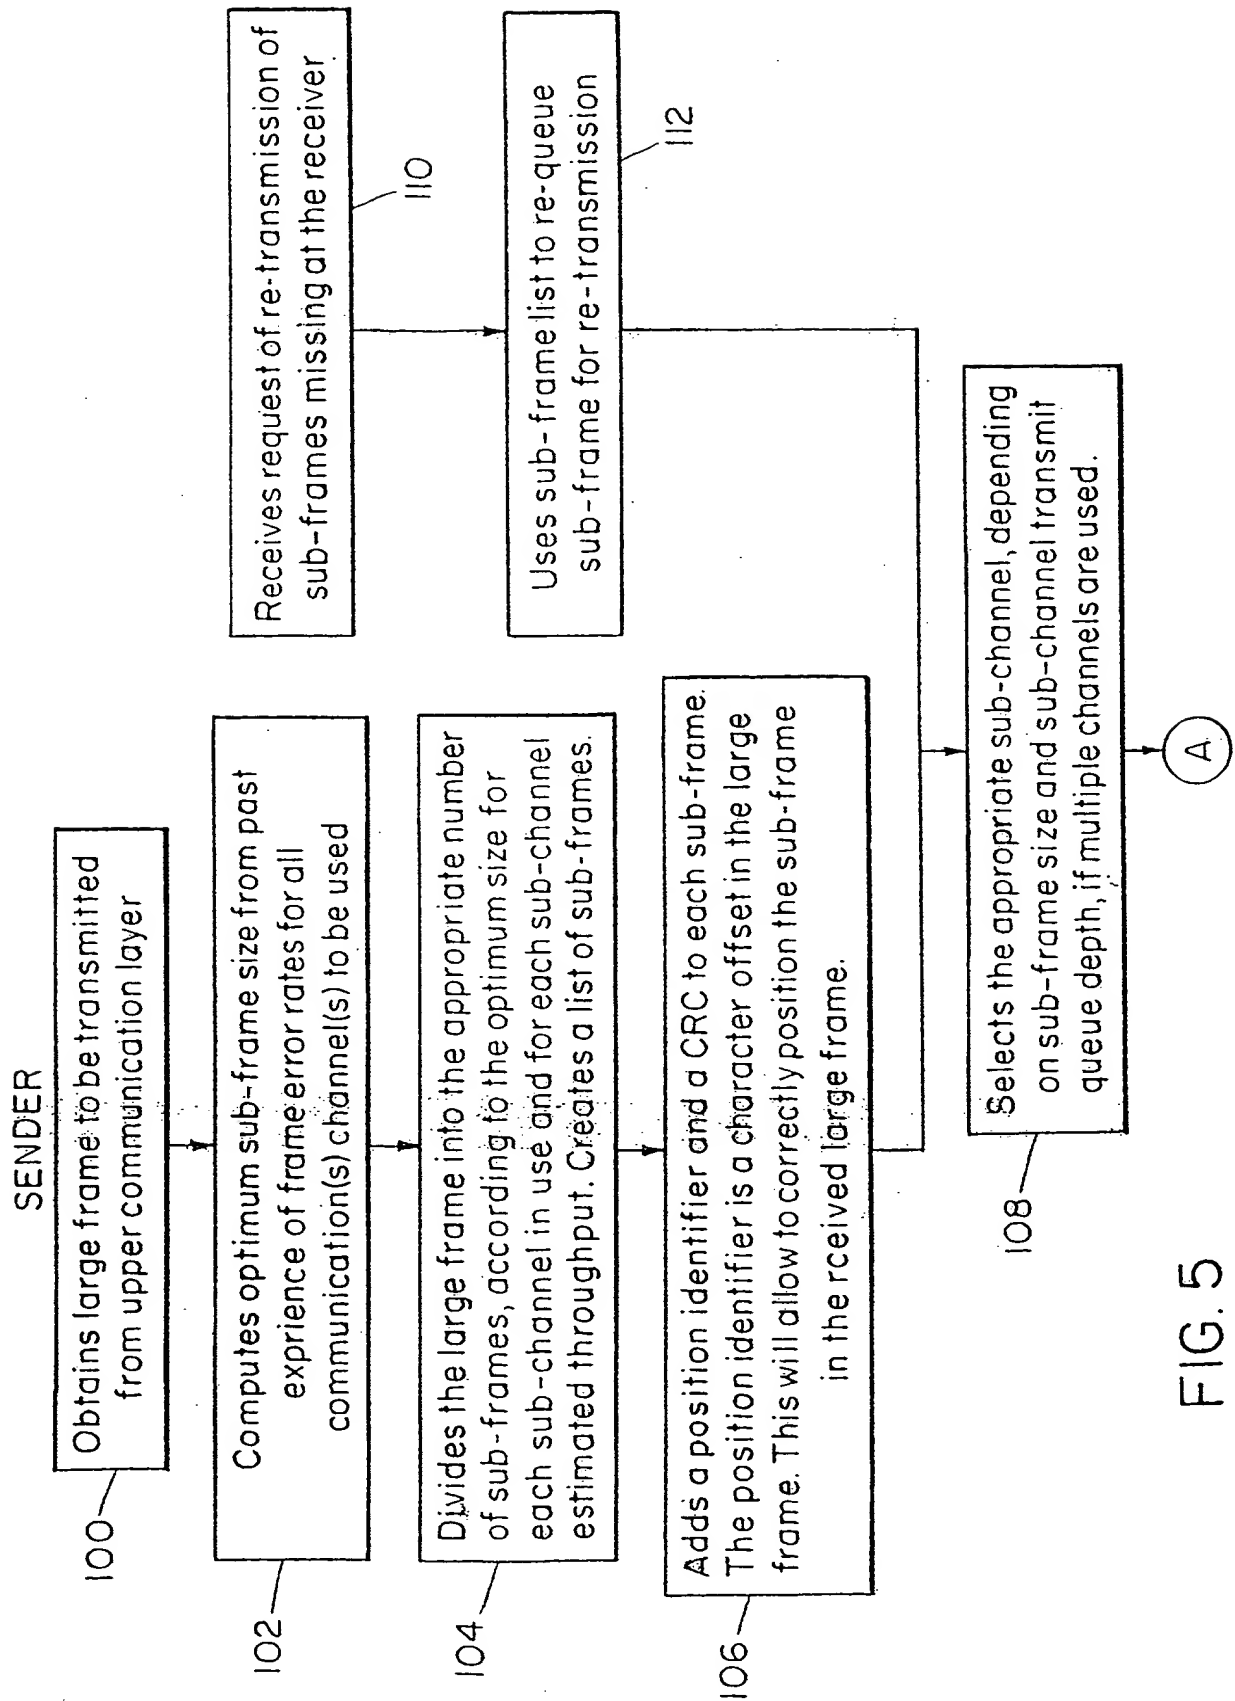 SENDER
Obtains large frame to be transmitted
from upper communication layer
100
Computes optimum sub-frame size from past
exprience of frame error rates for all
communication(s) channel(s) to be used
102
Divides the large frame into the appropriate number
of sub-frames, according to the optimum size for
each sub-channel in use and for each sub-channel
estimated throughput. Creates a list of sub-frames.
104
Adds a position identifier and a CRC to each sub-frame.
The position identifier is a character offset in the large
frame. This will allow to correctly position the sub-frame
in the rceived large frame.
106
Receives request of re-transmission of
sub-frames missing at the receiver
110
Uses sub-frame list to re-queue
sub-frame for re-transmission
112
Selects the appropriate sub-channel, depending
on sub-frame size and sub-channel transmit
queue depth, if multiple channels are used.
108
A
FIG. 5